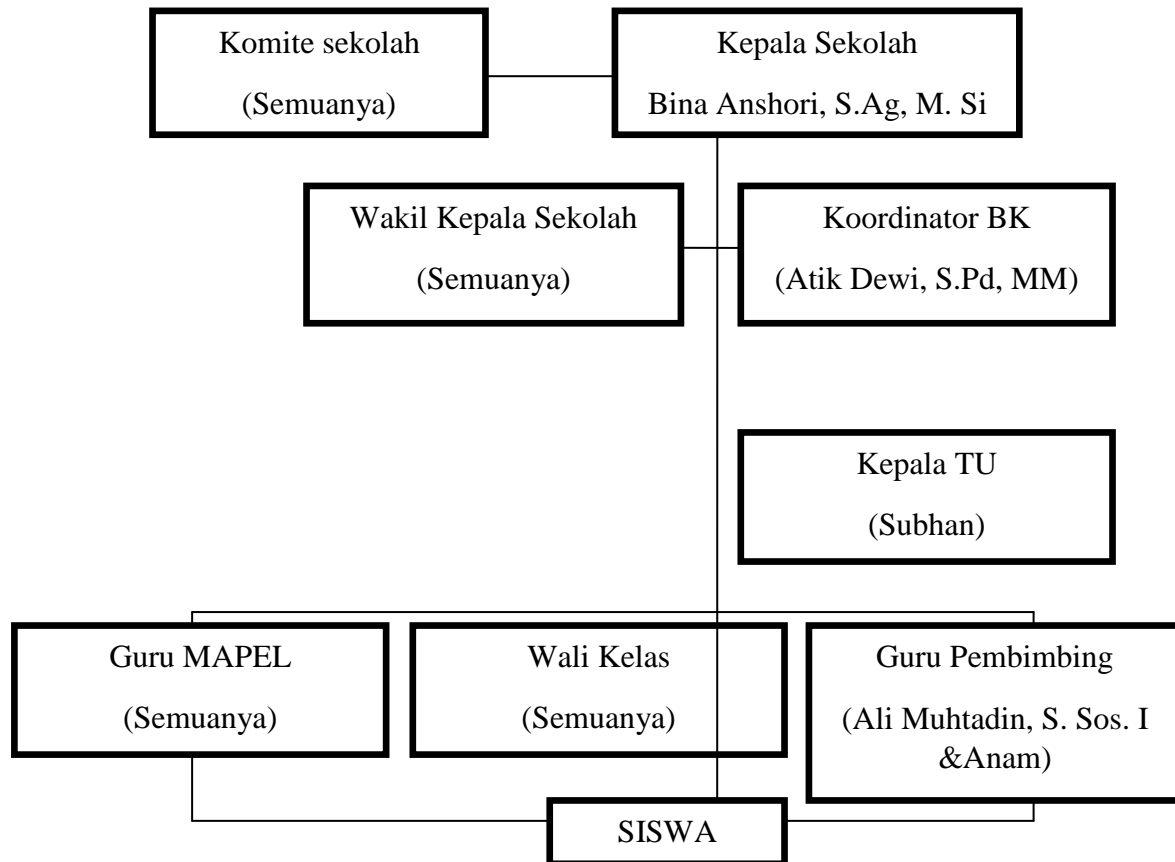 Komite sekolah
(Semuanya)
Kepala Sekolah
Bina Anshori, S.Ag, M. Si
Wakil Kepala Sekolah
(Semuanya)
Koordinator BK
(Atik Dewi, S.Pd, MM)
Kepala TU
(Subhan)
Guru MAPEL
(Semuanya)
Wali Kelas
(Semuanya)
Guru Pembimbing
(Ali Muhtadin, S. Sos. I
&Anam)
SISWA